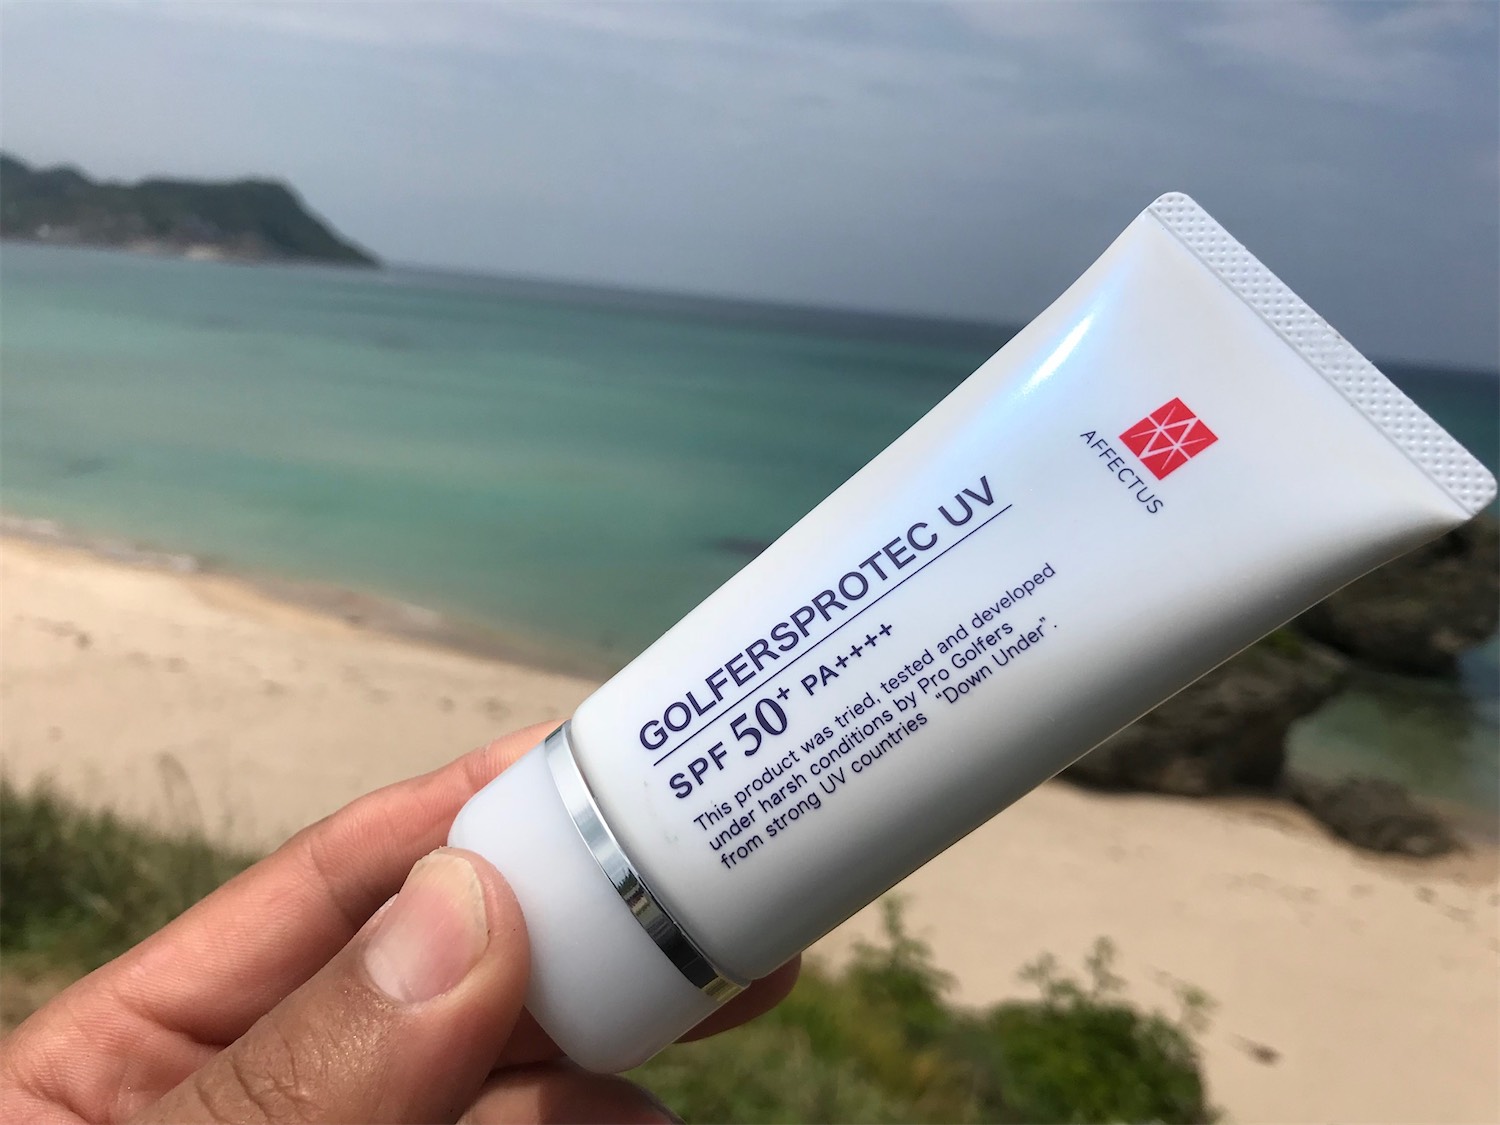 AFFECTUS
GOLFERSPROTEC UV
SPF 50+ PA++++
This product was tried, tested and developed
under harsh conditions by Pro Golfers
from strong UV countries "Down Under".